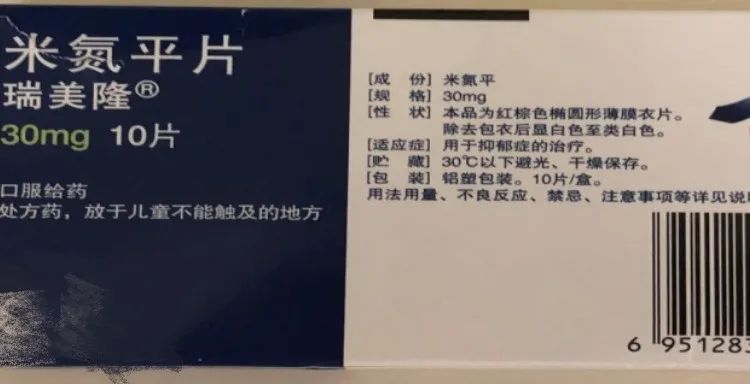 米氮平片
瑞美隆®
30mg 10片
口服给药
处方药，放于儿童不能触及的地方
[成 份] 米氮平
[规 格] 30mg
[性 状] 本品为红棕色椭圆形薄膜衣片。
除去包衣后显白色至类白色。
[适应症] 用于抑郁症的治疗。
[贮 藏] 30℃以下避光、干燥保存。
[包 装] 铝塑包装。10片/盒。
用法用量、不良反应、禁忌、注意事项等详见说
6 951283